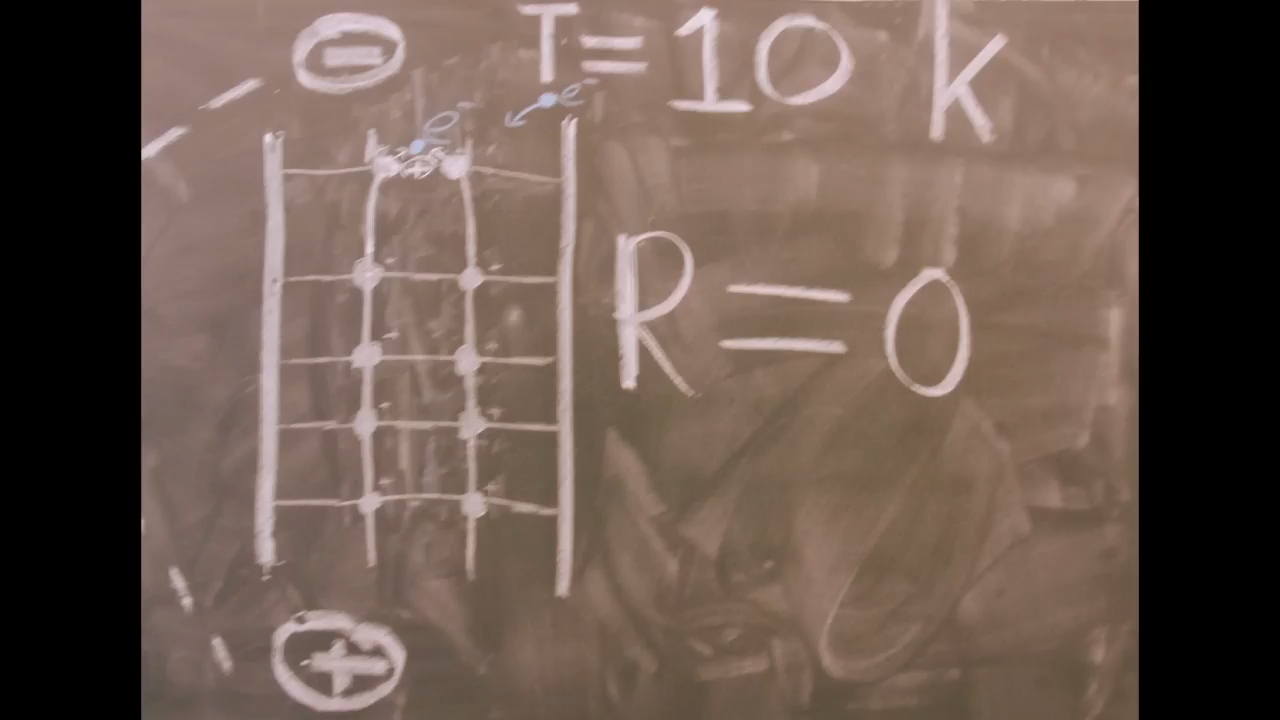 − T = 10 k
e⁻ e⁻
+
R = 0
+